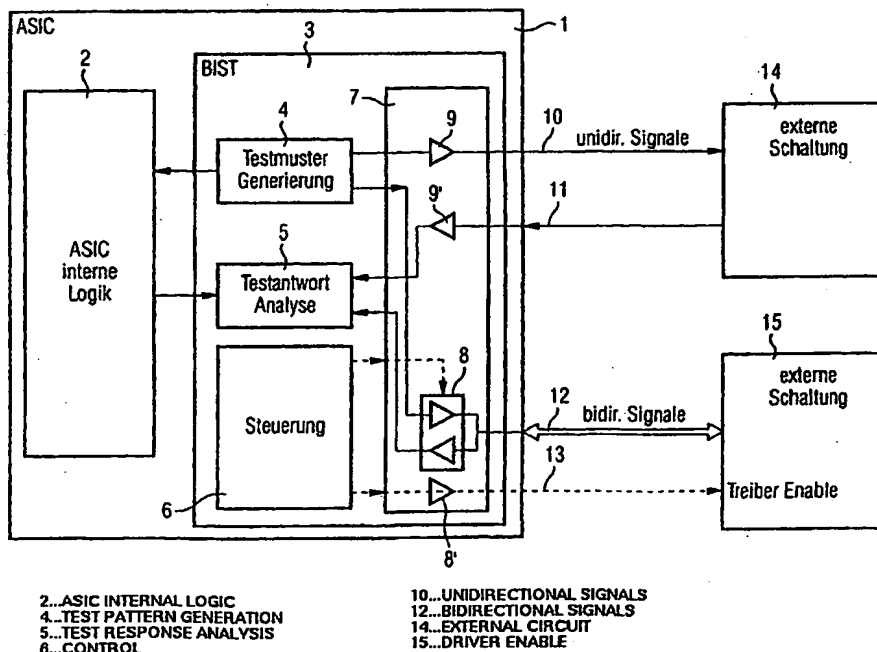 ASIC
1
2
3
BIST
14
4
7
9
10
unidir. Signale
externe
Schaltung
Testmuster
Generierung
9'
11
5
ASIC
interne
Logik
Testantwort
Analyse
15
8
externe
Schaltung
Steuerung
12
bidir. Signale
13
Treiber Enable
6
8'
2...ASIC INTERNAL LOGIC
4...TEST PATTERN GENERATION
5...TEST RESPONSE ANALYSIS
6...CONTROL
10...UNIDIRECTIONAL SIGNALS
12...BIDIRECTIONAL SIGNALS
14...EXTERNAL CIRCUIT
15...DRIVER ENABLE